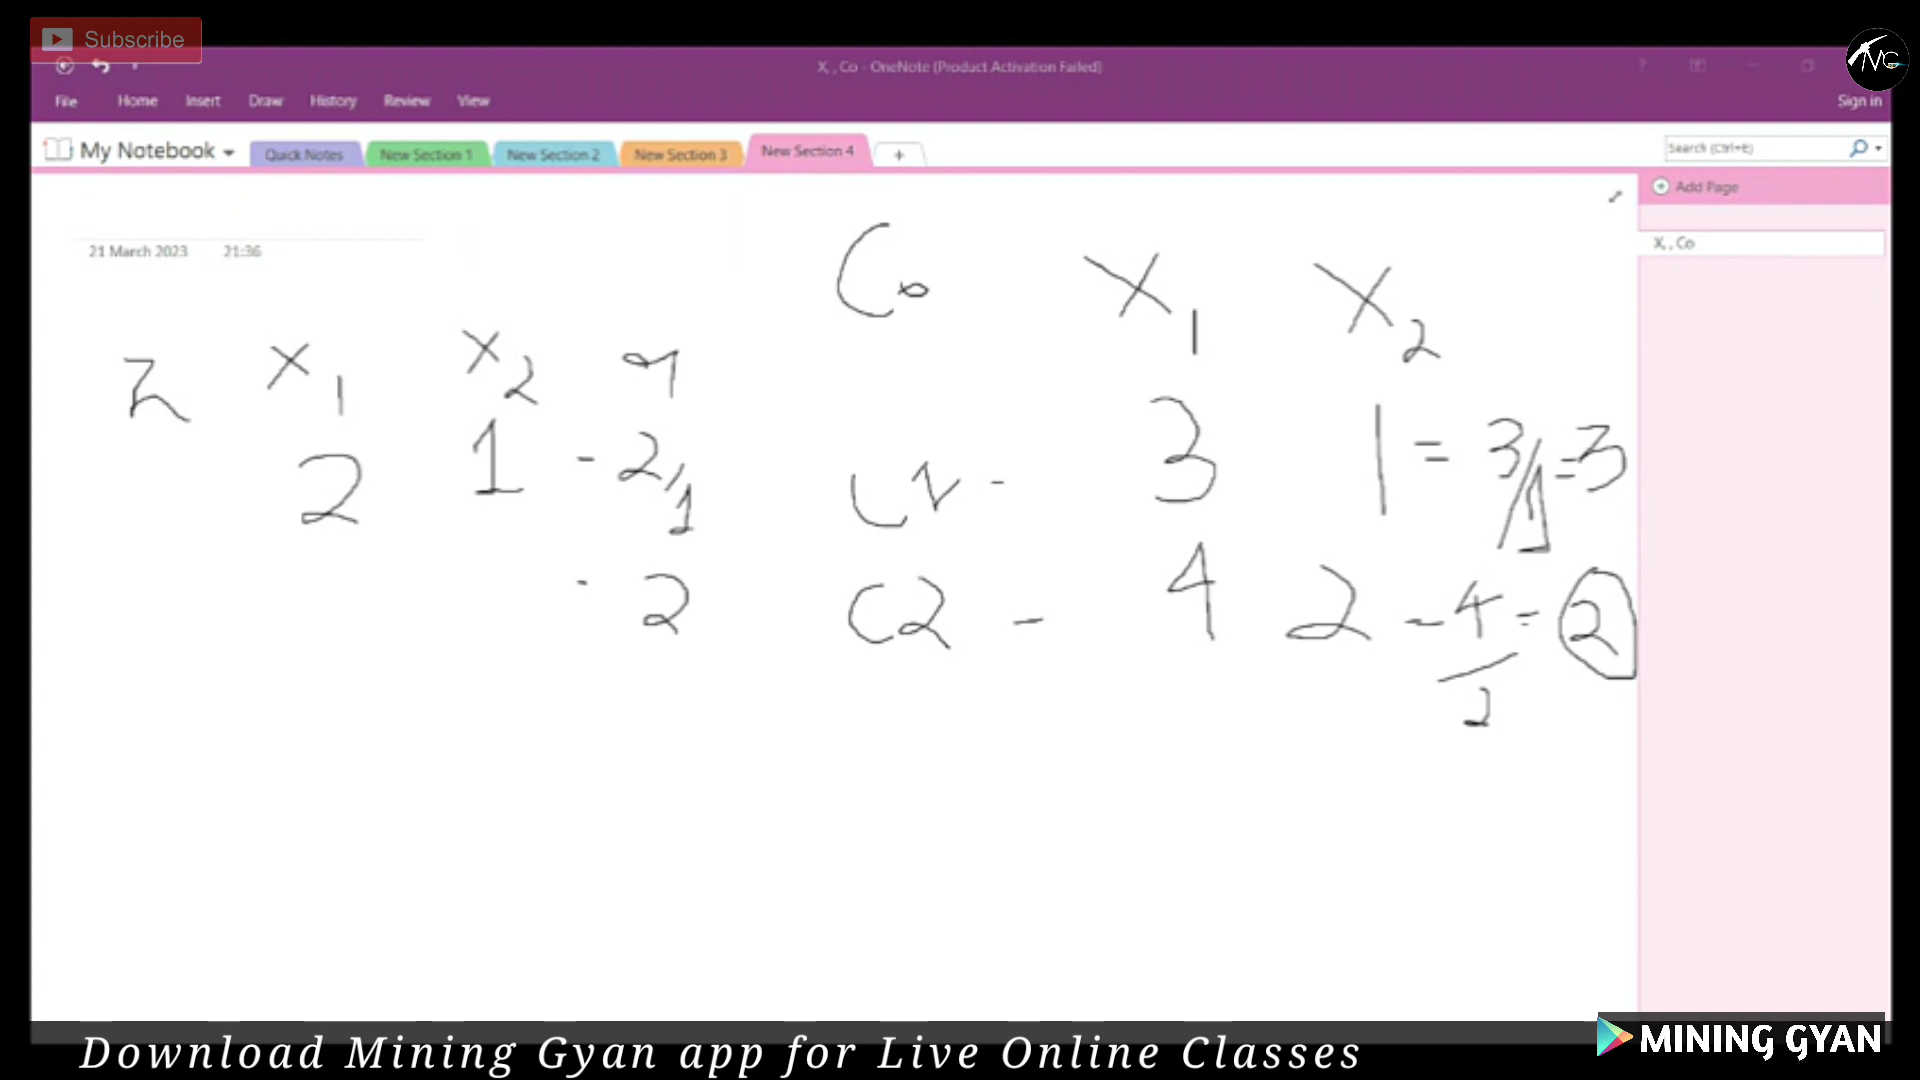 Subscribe
X, , Co - OneNote (Product Activation Failed)
?
File Home Insert Draw History Review View
Sign in
My Notebook
Quick Notes
New Section 1
New Section 2
New Section 3
New Section 4
+
Search (Ctrl+E)
Add Page
X, , Co
21 March 2023 21:36
Co X1 X2
Z X1 X2
2 1 - 2/1
3 1 = 3/1 = 3
- 2
C2 - 4 2 - 4/2 = 2
Download Mining Gyan app for Live Online Classes
MINING GYAN